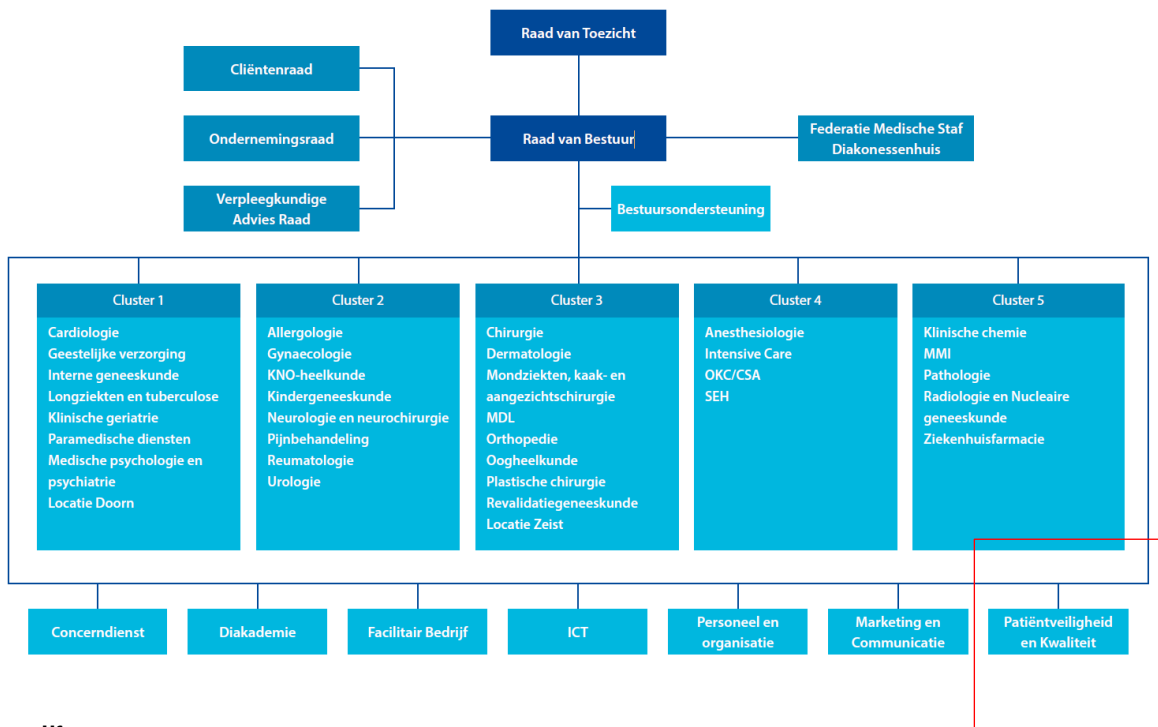 Raad van Toezicht
Cliëntenraad
Ondernemingsraad
Raad van Bestuur
Federatie Medische Staf
Diakonessenhuis
Verpleegkundige
Advies Raad
Bestuursondersteuning
Cluster 1
Cardiologie
Geestelijke verzorging
Interne geneeskunde
Longziekten en tuberculose
Klinische geriatrie
Paramedische diensten
Medische psychologie en
psychiatrie
Locatie Doorn
Cluster 2
Allergologie
Gynaecologie
KNO-heelkunde
Kindergeneeskunde
Neurologie en neurochirurgie
Pijnbehandeling
Reumatologie
Urologie
Cluster 3
Chirurgie
Dermatologie
Mondziekten, kaak- en
aangezichtschirurgie
MDL
Orthopedie
Oogheelkunde
Plastische chirurgie
Revalidatiegeneeskunde
Locatie Zeist
Cluster 4
Anesthesiologie
Intensive Care
OKC/CSA
SEH
Cluster 5
Klinische chemie
MMI
Pathologie
Radiologie en Nucleaire
geneeskunde
Ziekenhuisfarmacie
Concerndienst
Diakademie
Facilitair Bedrijf
ICT
Personeel en
organisatie
Marketing en
Communicatie
Patiëntveiligheid
en Kwaliteit